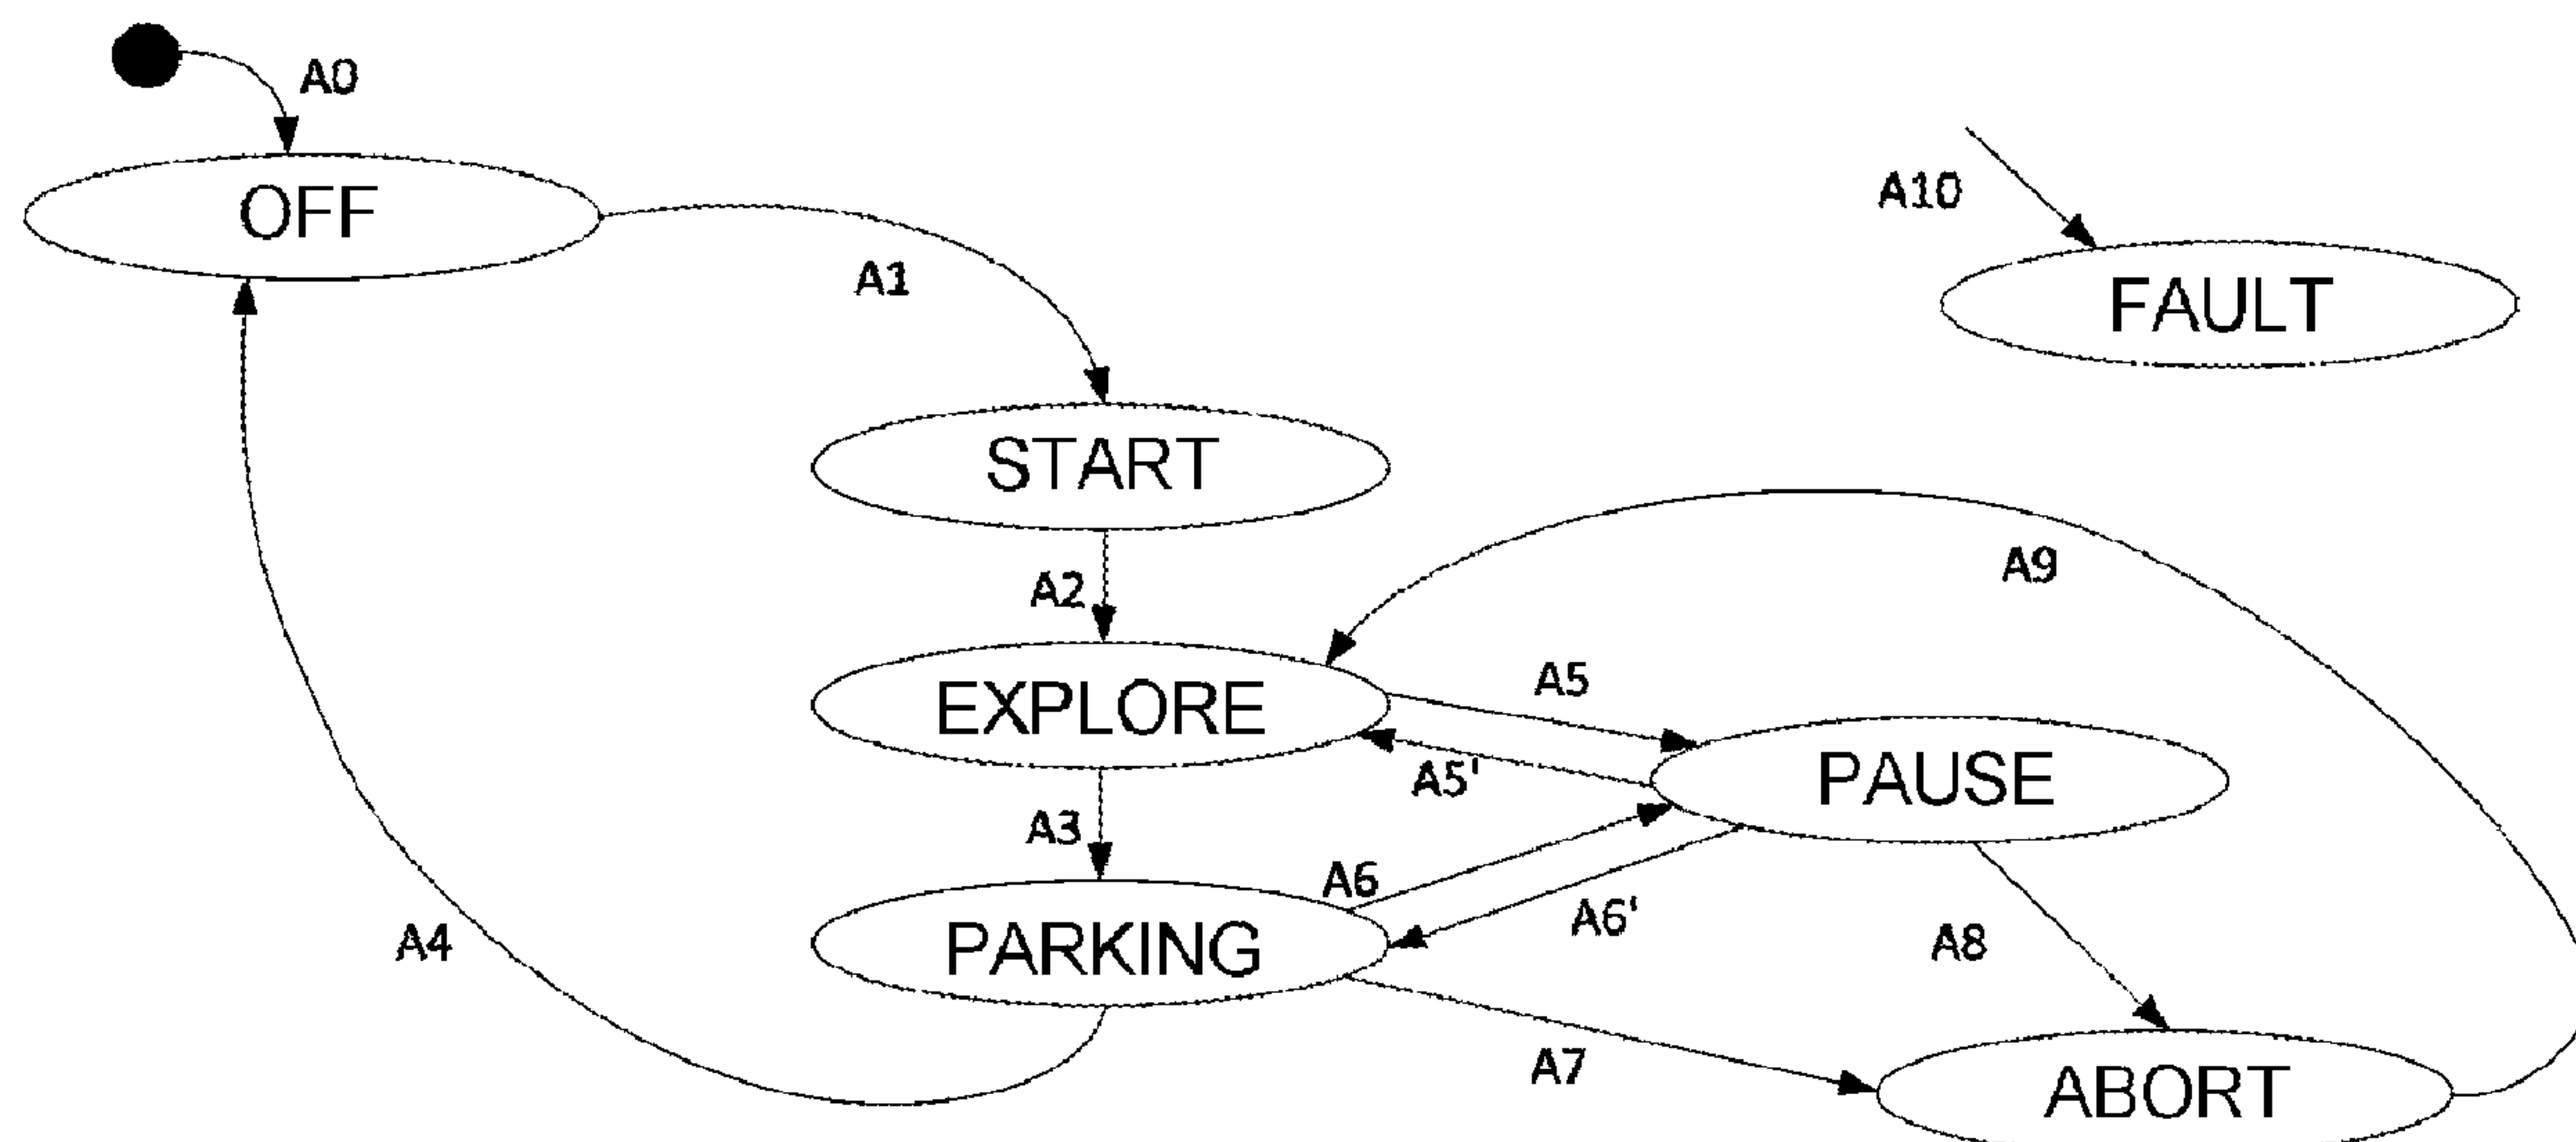 A0
OFF
A10
A1
FAULT
START
A9
A2
EXPLORE
A5
A5'
PAUSE
A3
A6
A6'
PARKING
A4
A8
A7
ABORT